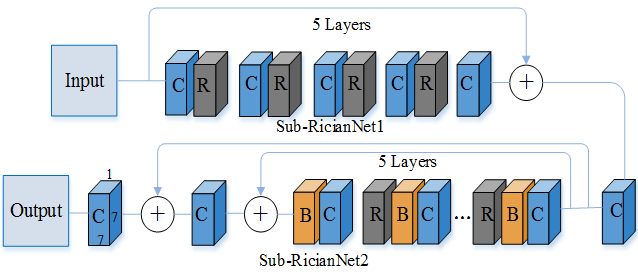 5 Layers
Input
C R C R C R C R C +
Sub-RicianNet1
1
5 Layers
Output
C 7 7 + C + B C R B C ... R B C C
Sub-RicianNet2